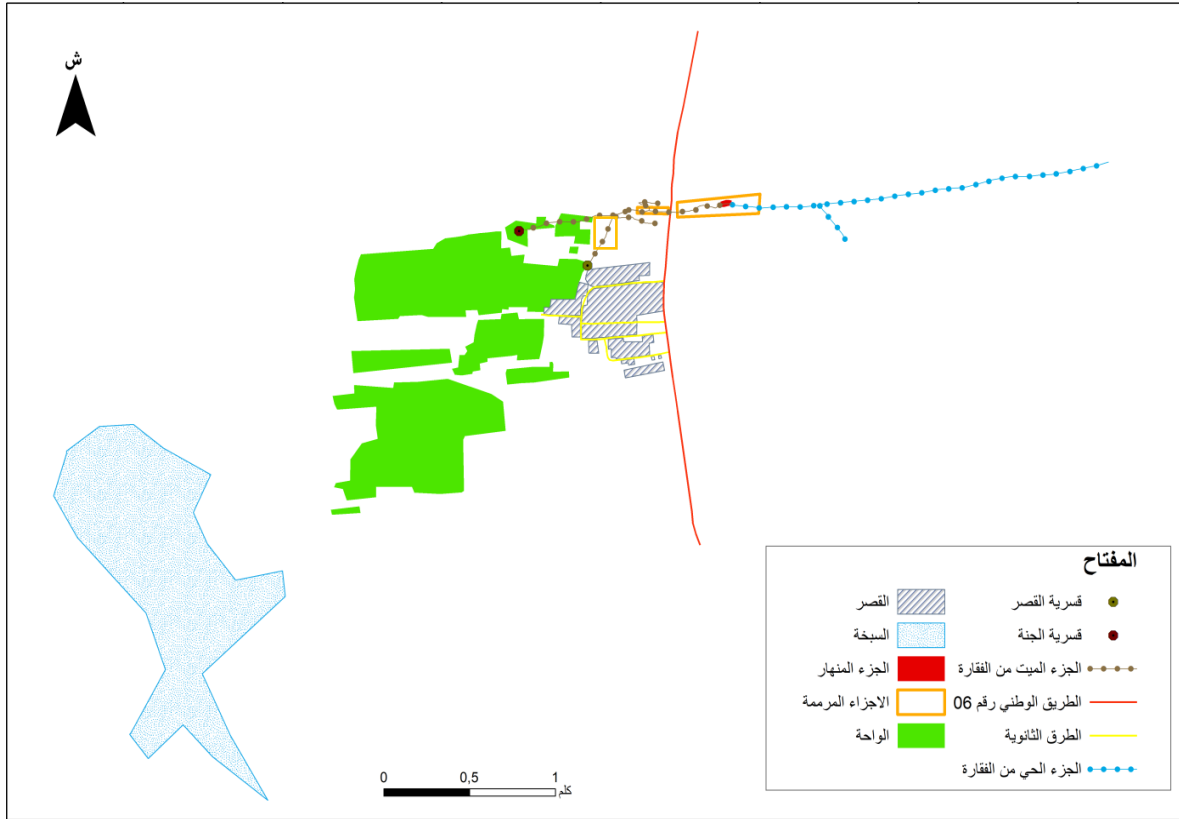 ش
المفتاح
قسرية القصر
القصر
قسرية الجنة
السبخة
الجزء الميت من الفقارة
الجزء المنهار
الطريق الوطني رقم 06
الاجزاء المرممة
الطرق الثانوية
الواحة
الجزء الحي من الفقارة
0 0,5 1
كلم